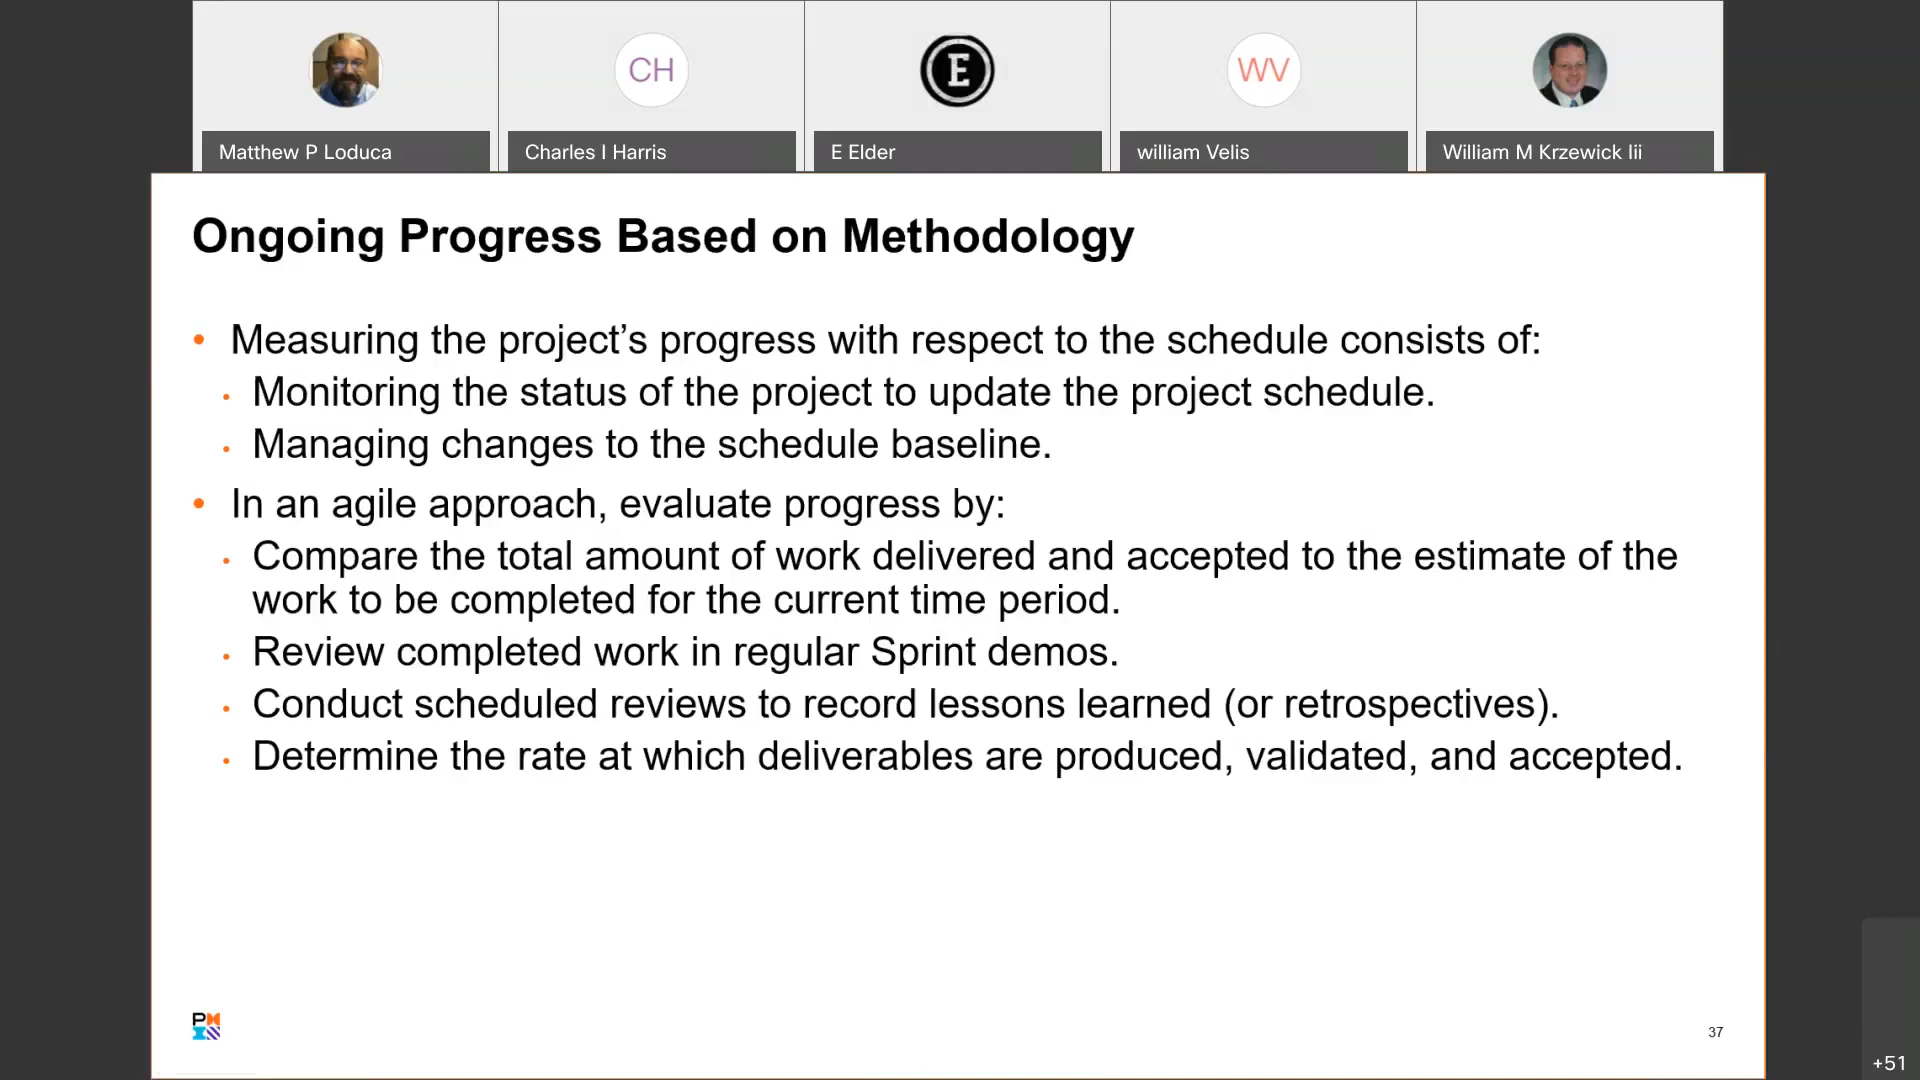 CH
E
WV
Matthew P Loduca
Charles I Harris
E Elder
william Velis
William M Krzewick Iii
Ongoing Progress Based on Methodology
• Measuring the project’s progress with respect to the schedule consists of:
• Monitoring the status of the project to update the project schedule.
• Managing changes to the schedule baseline.
• In an agile approach, evaluate progress by:
• Compare the total amount of work delivered and accepted to the estimate of the
work to be completed for the current time period.
• Review completed work in regular Sprint demos.
• Conduct scheduled reviews to record lessons learned (or retrospectives).
• Determine the rate at which deliverables are produced, validated, and accepted.
37
+51